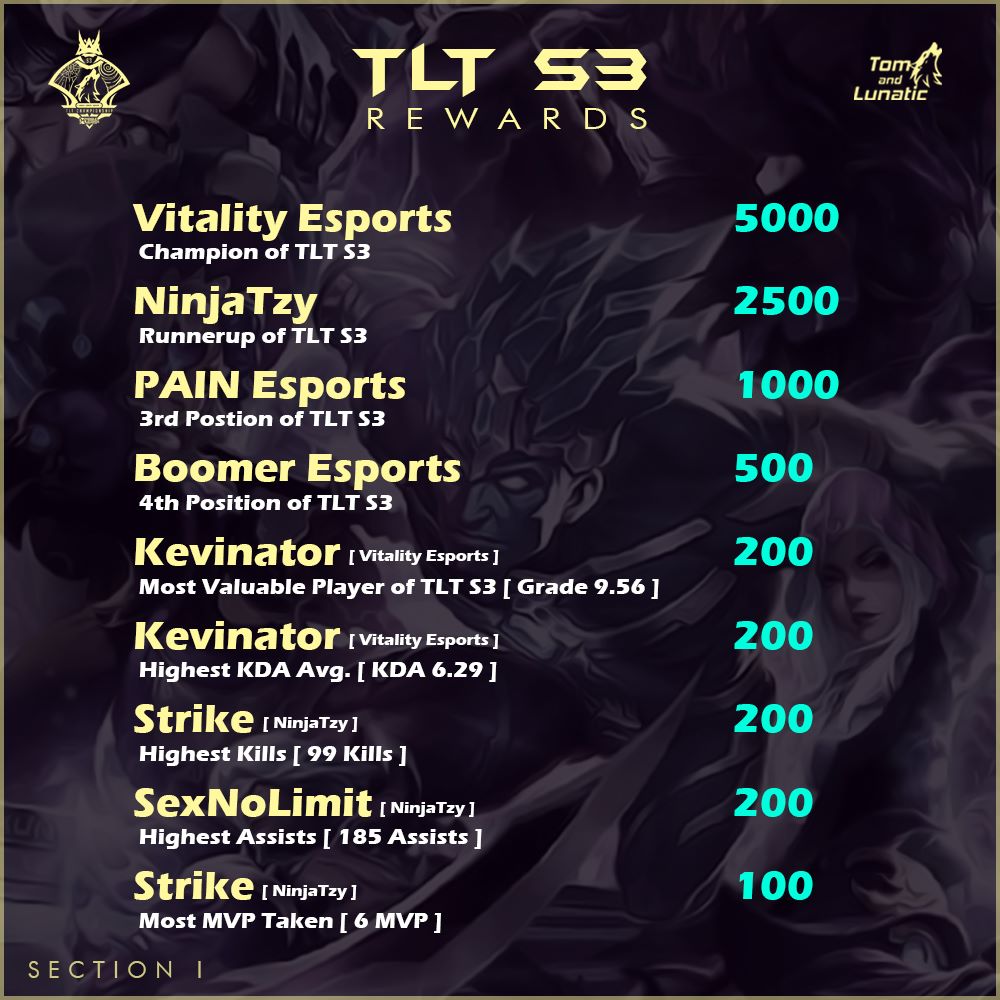 TLT S3
REWARDS
Tom
and
Lunatic
S3
TLT CHAMPIONSHIP
Vitality Esports 5000
Champion of TLT S3
NinjaTzy 2500
Runnerup of TLT S3
PAIN Esports 1000
3rd Postion of TLT S3
Boomer Esports 500
4th Position of TLT S3
Kevinator [ Vitality Esports ] 200
Most Valuable Player of TLT S3 [ Grade 9.56 ]
Kevinator [ Vitality Esports ] 200
Highest KDA Avg. [ KDA 6.29 ]
Strike [ NinjaTzy ] 200
Highest Kills [ 99 Kills ]
SexNoLimit [ NinjaTzy ] 200
Highest Assists [ 185 Assists ]
Strike [ NinjaTzy ] 100
Most MVP Taken [ 6 MVP ]
SECTION I